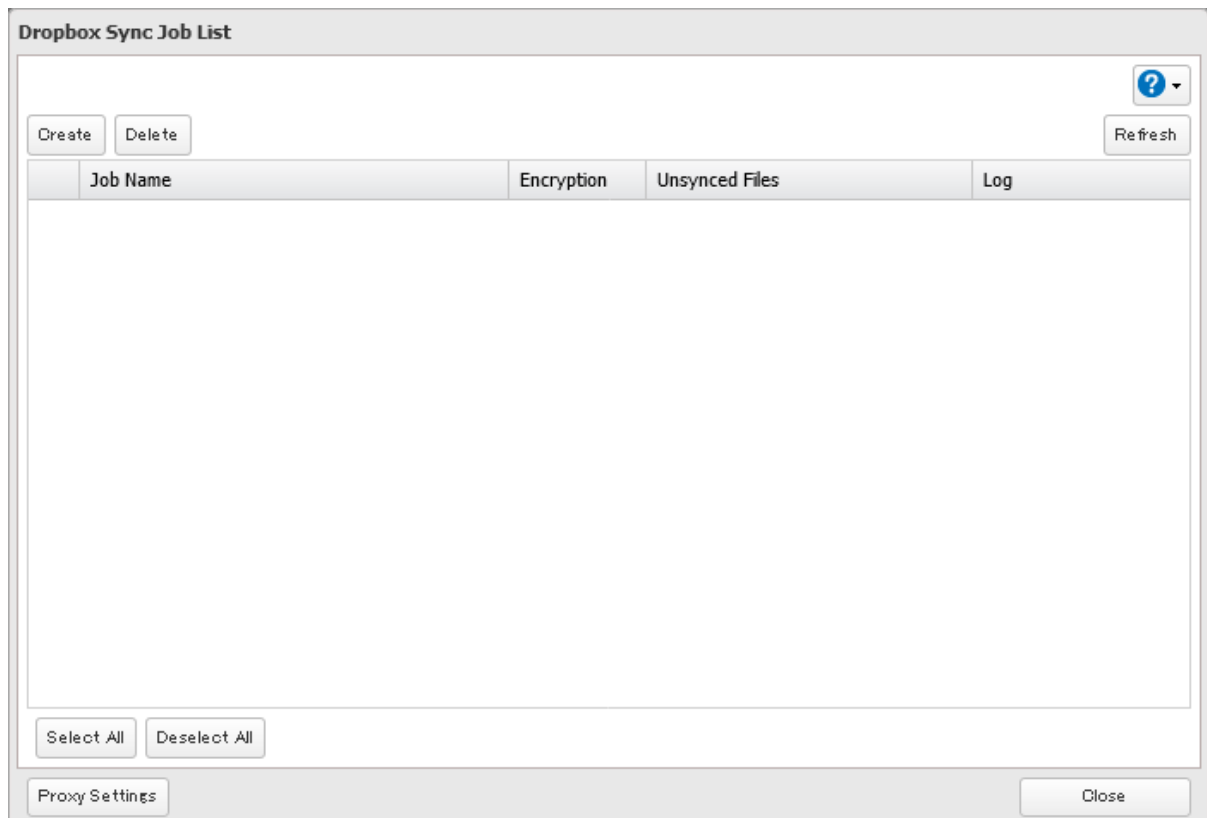 Dropbox Sync Job List
?
Create Delete Refresh
Job Name Encryption Unsynced Files Log
Select All Deselect All
Proxy Settings Close